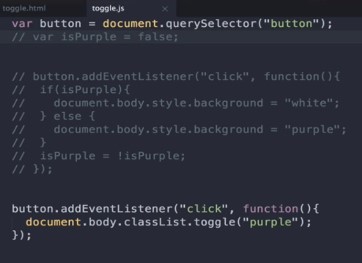 toggle.html toggle.js ×
var button = document.querySelector("button");
// var isPurple = false;
// button.addEventListener("click", function(){
//  if(isPurple){
//    document.body.style.background = "white";
//  } else {
//    document.body.style.background = "purple";
//  }
//  isPurple = !isPurple;
// });
button.addEventListener("click", function(){
  document.body.classList.toggle("purple");
});